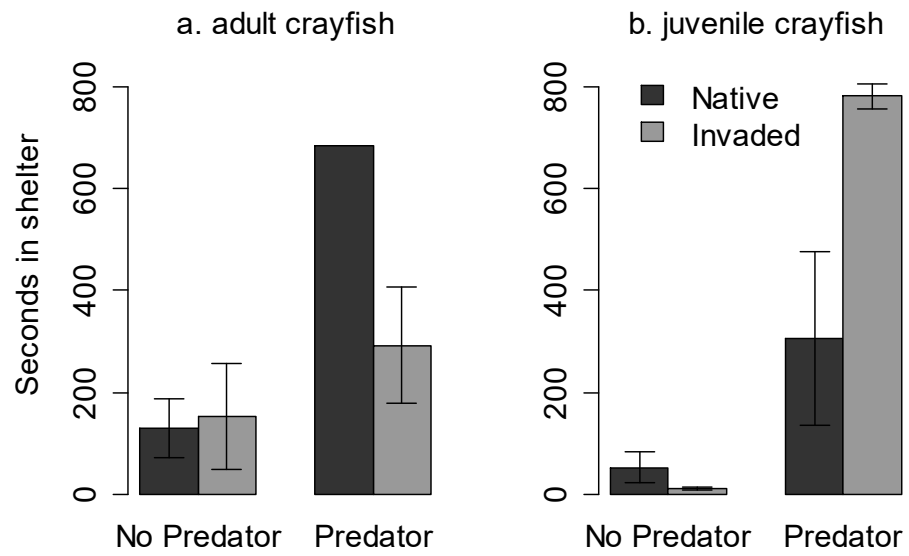 a. adult crayfish
b. juvenile crayfish
Seconds in shelter
800
600
400
200
0
No Predator
Predator
800
600
400
200
0
Native
Invaded
No Predator
Predator